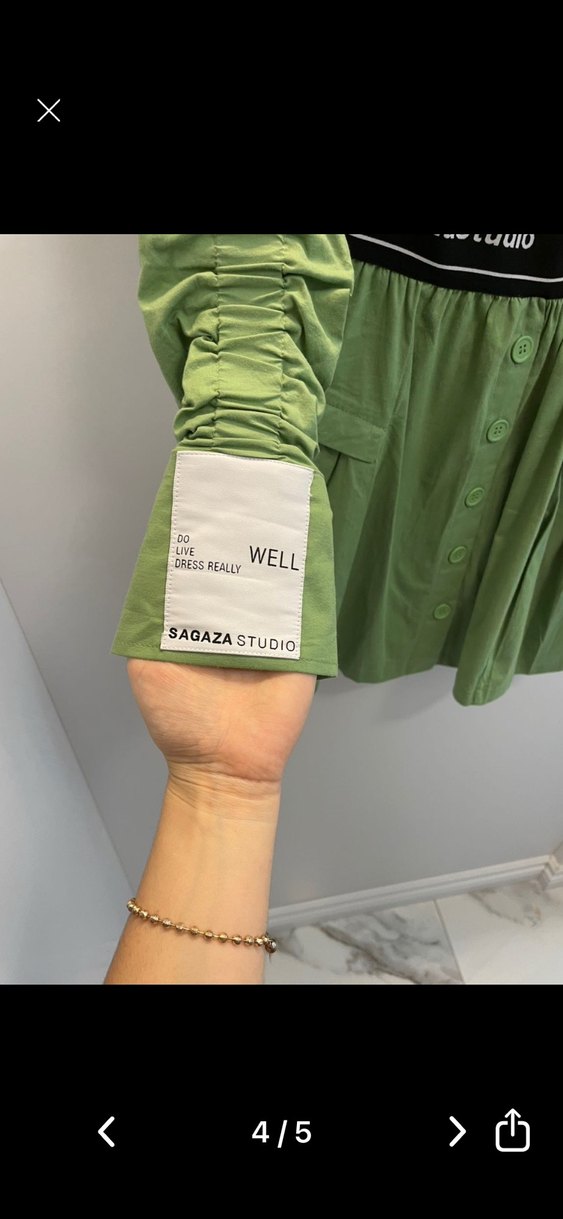 DO
LIVE
DRESS REALLY WELL
SAGAZA STUDIO
4 / 5